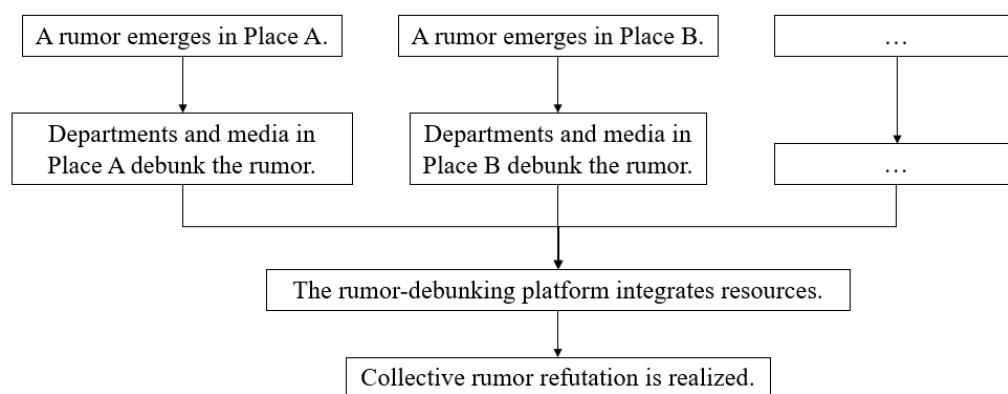 A rumor emerges in Place A.
A rumor emerges in Place B.
…
Departments and media in
Place A debunk the rumor.
Departments and media in
Place B debunk the rumor.
…
The rumor-debunking platform integrates resources.
Collective rumor refutation is realized.